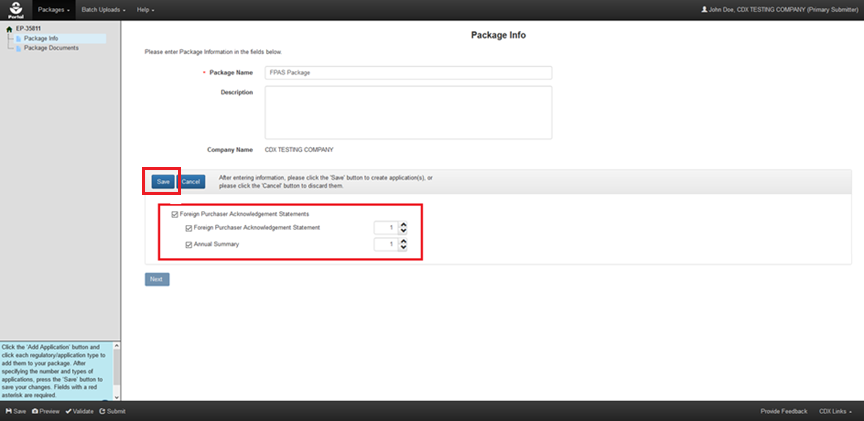 Portal
Packages
Batch Uploads
Help
John Doe, CDX TESTING COMPANY (Primary Submitter)
EP-35811
Package Info
Package Documents
Package Info
Please enter Package Information in the fields below.
* Package Name
FPAS Package
Description
Company Name
CDX TESTING COMPANY
Save
Cancel
After entering information, please click the 'Save' button to create application(s), or
please click the 'Cancel' button to discard them.
Foreign Purchaser Acknowledgement Statements
Foreign Purchaser Acknowledgement Statement
1
Annual Summary
1
Next
Click the 'Add Application' button and
click each regulatory/application type to
add them to your package. After
specifying the number and types of
applications, press the 'Save' button to
save your changes. Fields with a red
asterisk are required.
Save
Preview
Validate
Submit
Provide Feedback
CDX Links